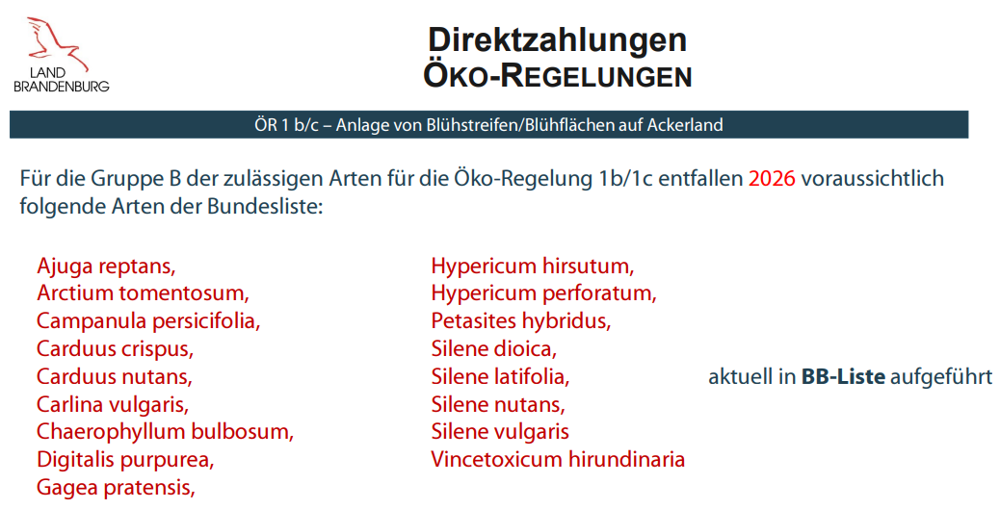 LAND
BRANDENBURG
Direktzahlungen
ÖKO-REGELUNGEN
ÖR 1 b/c – Anlage von Blühstreifen/Blühflächen auf Ackerland
Für die Gruppe B der zulässigen Arten für die Öko-Regelung 1b/1c entfallen 2026 voraussichtlich
folgende Arten der Bundesliste:
Ajuga reptans,
Arctium tomentosum,
Campanula persicifolia,
Carduus crispus,
Carduus nutans,
Carlina vulgaris,
Chaerophyllum bulbosum,
Digitalis purpurea,
Gagea pratensis,
Hypericum hirsutum,
Hypericum perforatum,
Petasites hybridus,
Silene dioica,
Silene latifolia,
Silene nutans,
Silene vulgaris
Vincetoxicum hirundinaria
aktuell in BB-Liste aufgeführt